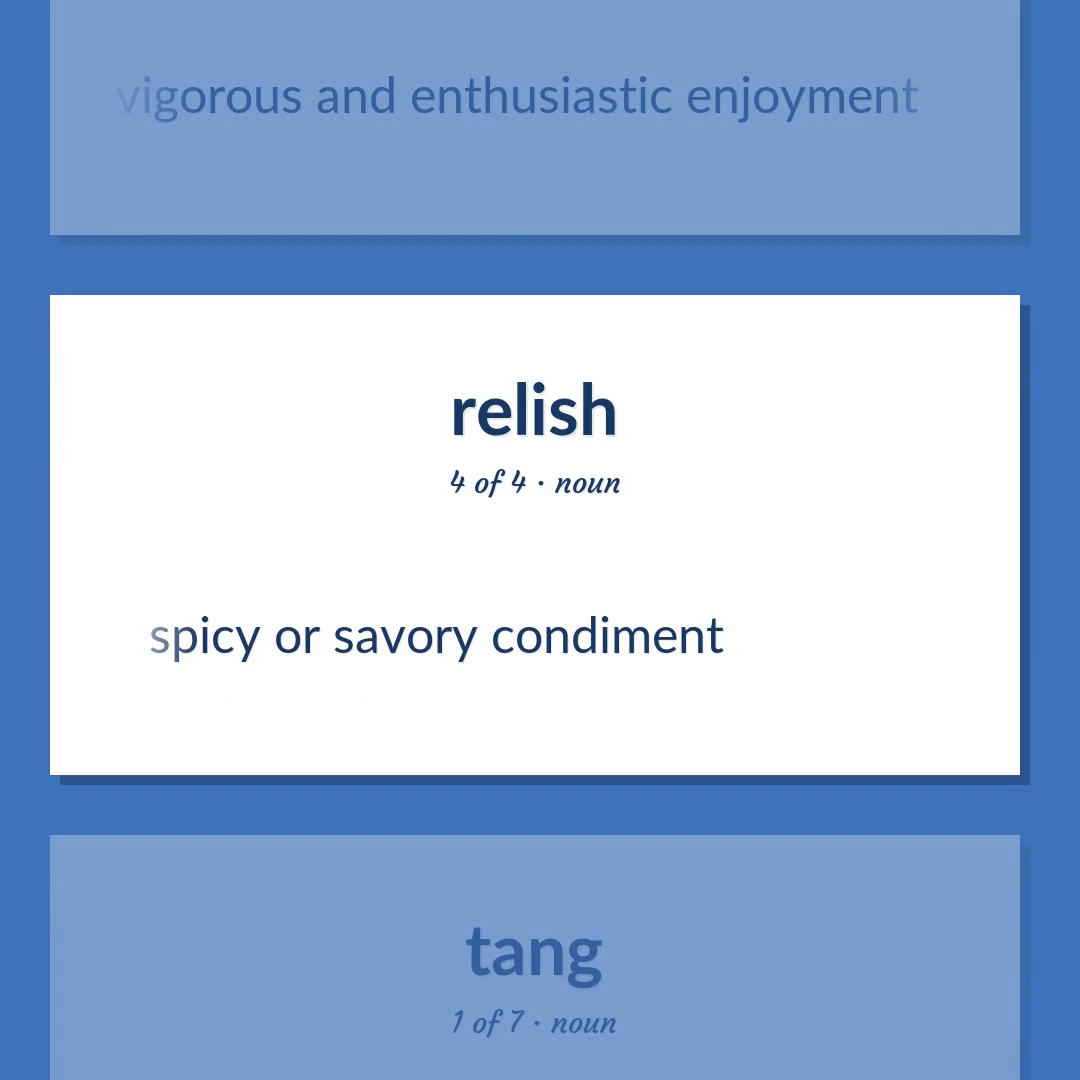 vigorous and enthusiastic enjoyment
relish
4 of 4 · noun
spicy or savory condiment
tang
1 of 7 · noun